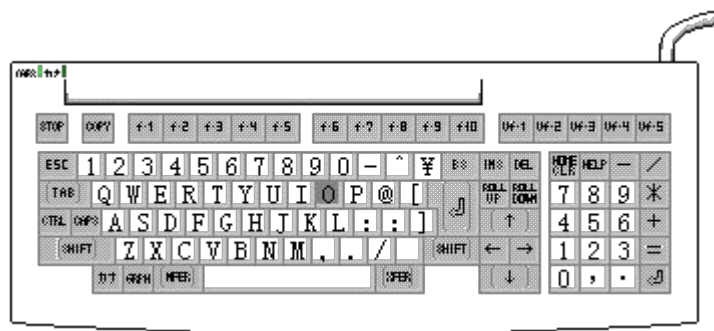 CAPS カナ
STOP COPY f・1 f・2 f・3 f・4 f・5 f・6 f・7 f・8 f・9 f・10 Vf・1 Vf・2 Vf・3 Vf・4 Vf・5
ESC 1 2 3 4 5 6 7 8 9 0 - ^ ¥ BS INS DEL HOME CLR HELP - /
TAB Q W E R T Y U I O P @ [ ROLL UP ROLL DOWN 7 8 9 *
CTRL CAPS A S D F G H J K L : : ] ↑ 4 5 6 +
SHIFT Z X C V B N M , . / SHIFT ← → 1 2 3 =
カナ GRPH NFER XFER ↓ 0 , .